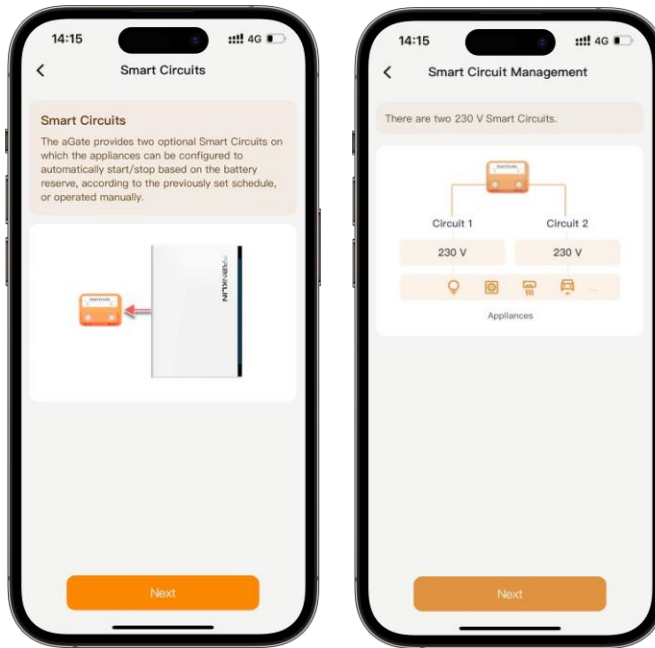 14:15
4G
Smart Circuits
Smart Circuits
The aGate provides two optional Smart Circuits on
which the appliances can be configured to
automatically start/stop based on the battery
reserve, according to the previously set schedule,
or operated manually.
FRANKLIN
Next
14:15
4G
Smart Circuit Management
There are two 230 V Smart Circuits.
Circuit 1
Circuit 2
230 V
230 V
...
Appliances
Next